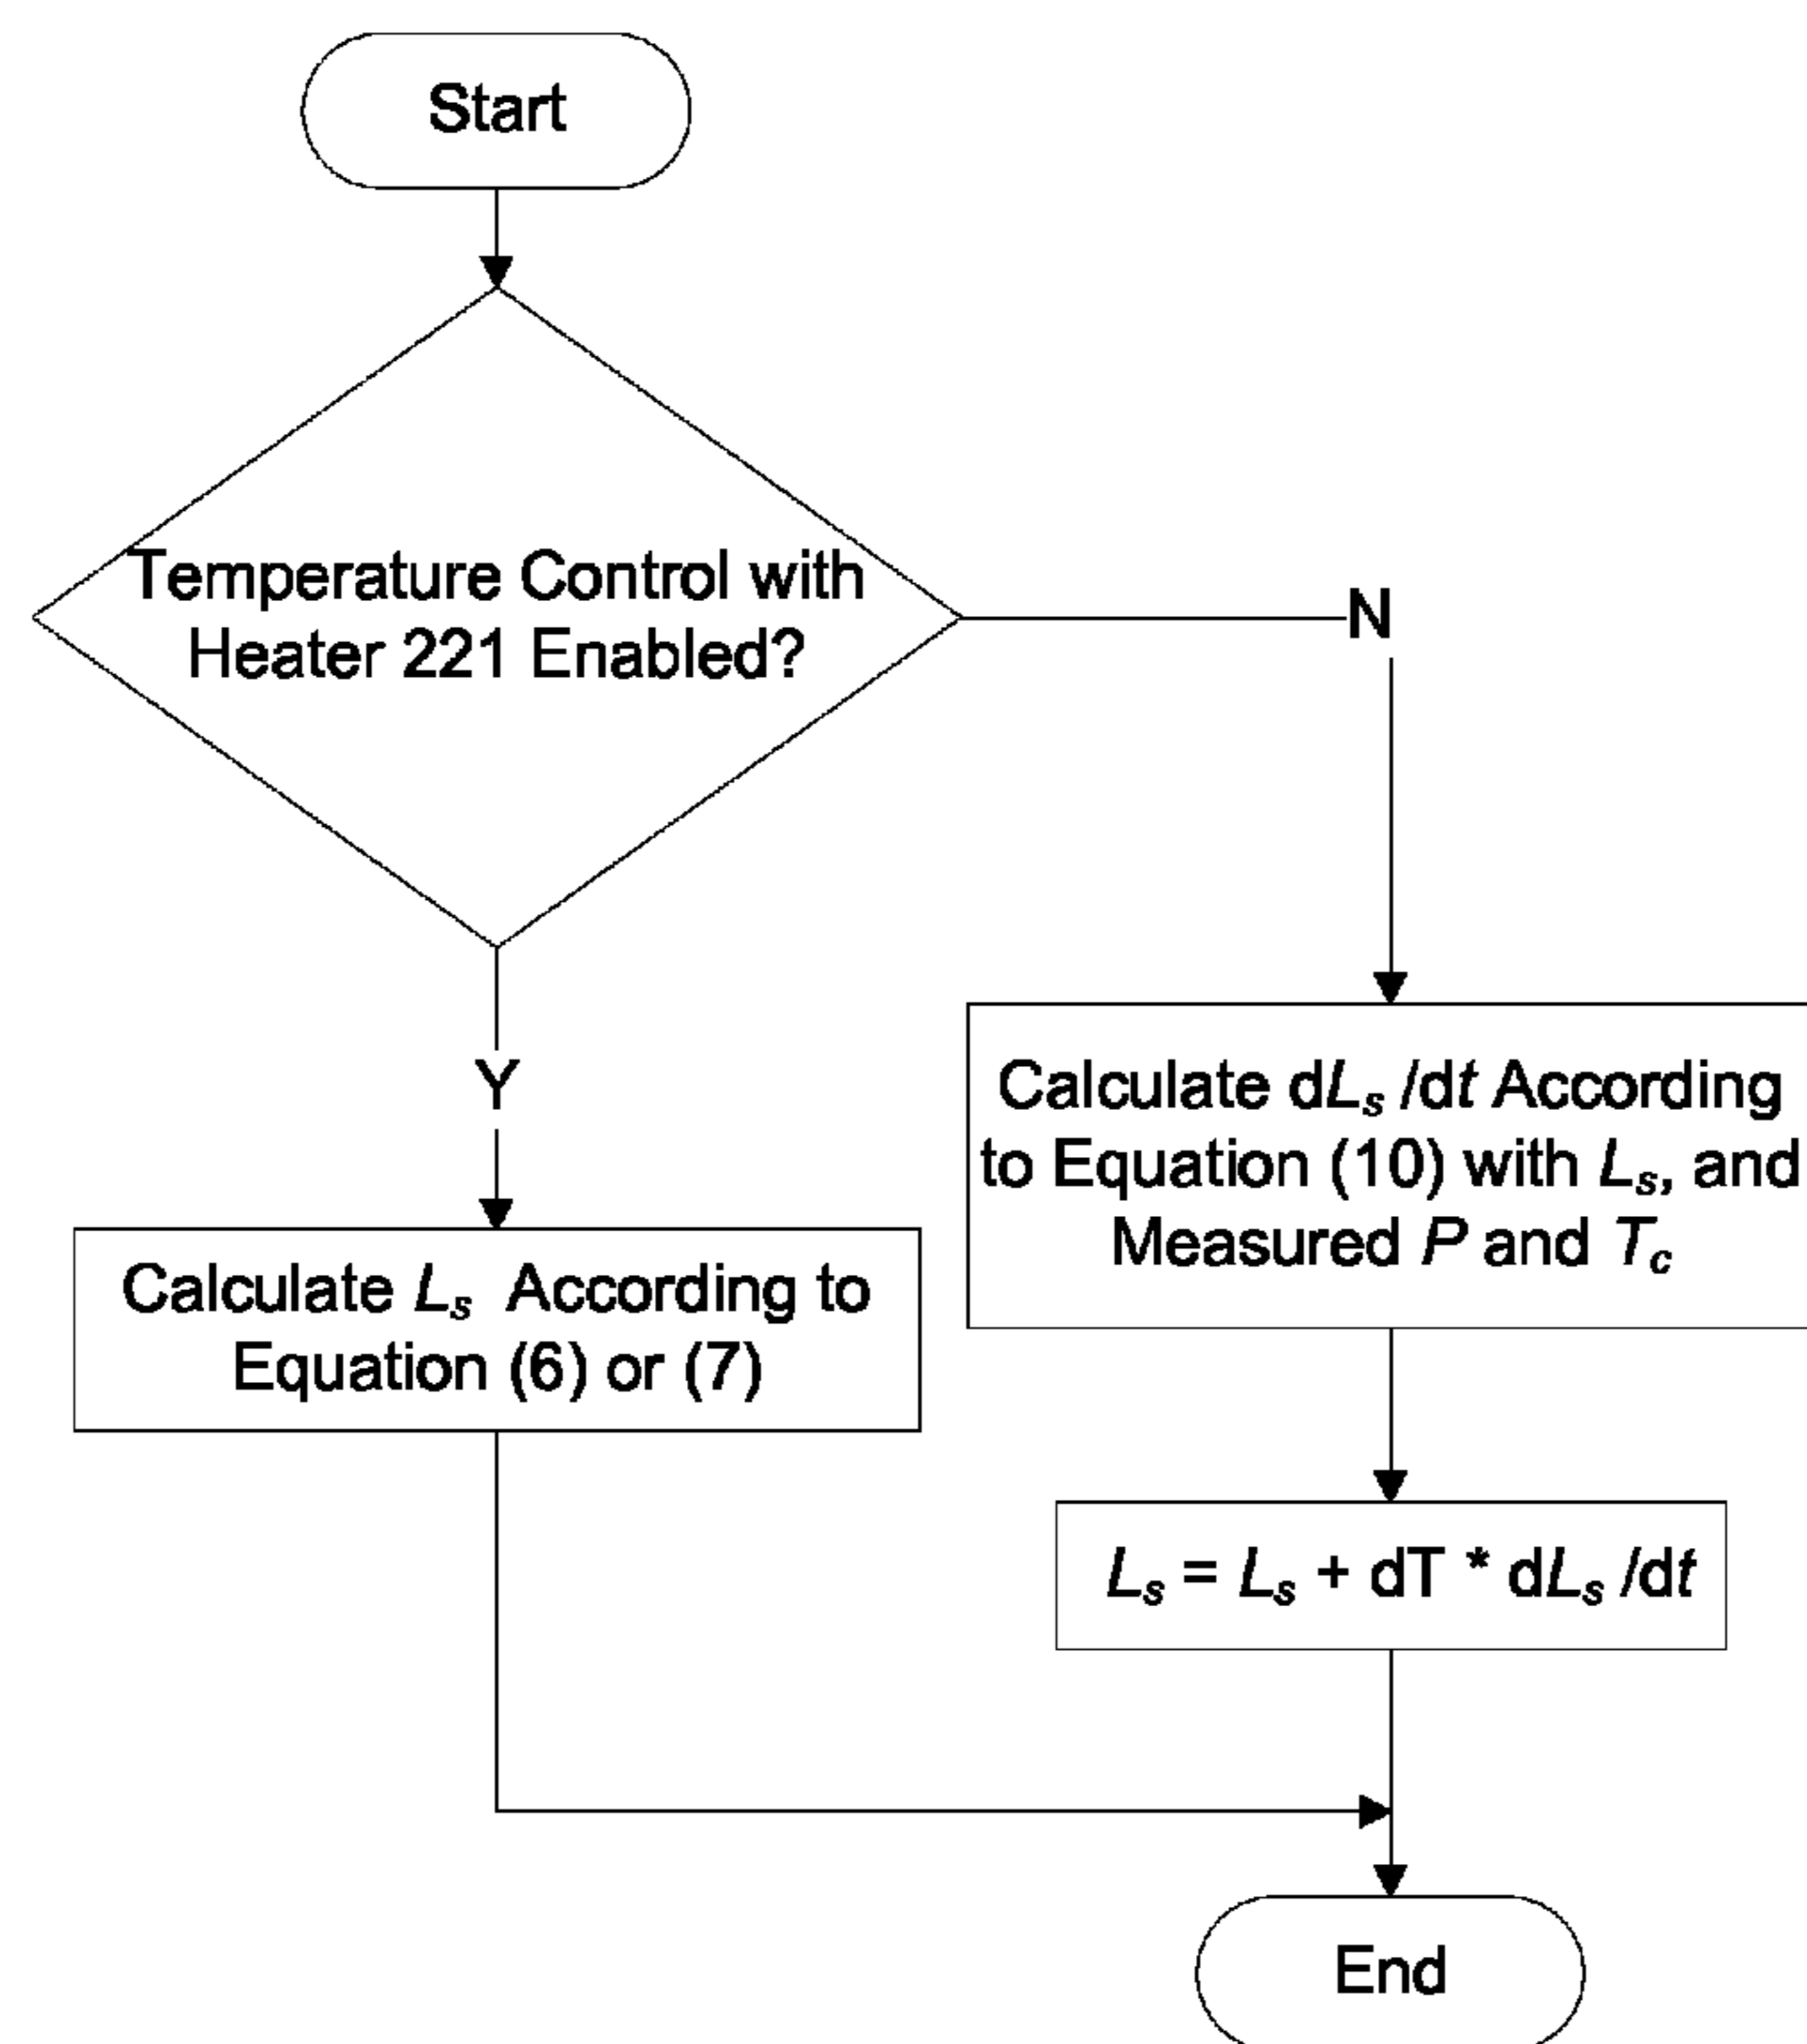 Start
Temperature Control with
Heater 221 Enabled?
N
Y
Calculate dLs /dt According
to Equation (10) with Ls, and
Measured P and Tc
Calculate Ls According to
Equation (6) or (7)
Ls = Ls + dT * dLs /dt
End